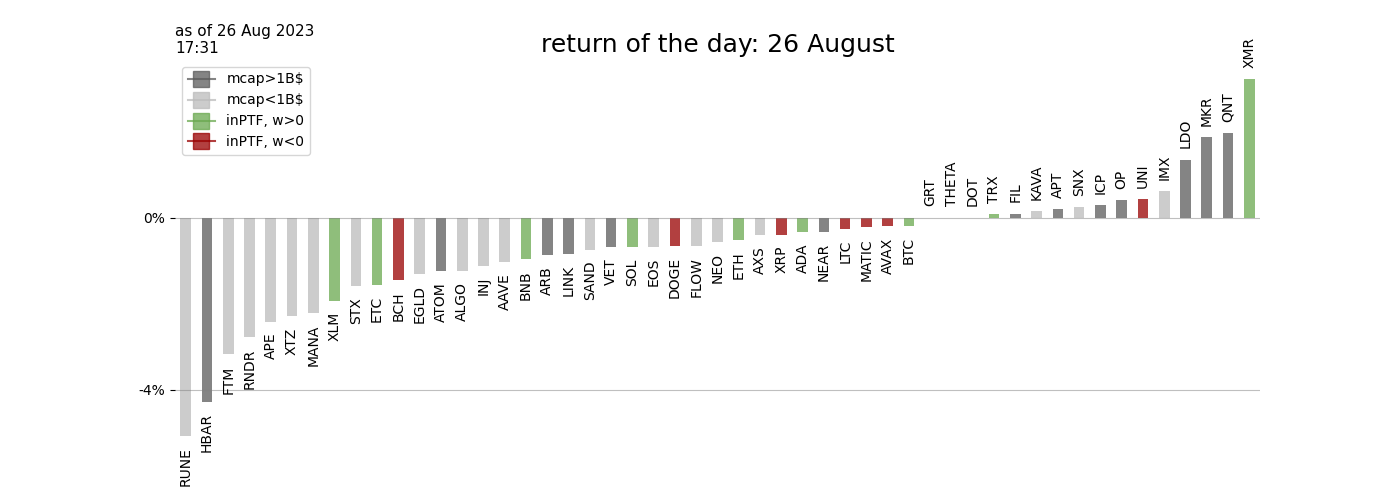 as of 26 Aug 2023
17:31
return of the day: 26 August
mcap>1B$
mcap<1B$
inPTF, w>0
inPTF, w<0
0%
-4%
RUNE
HBAR
FTM
RNDR
APE
XTZ
MANA
XLM
STX
ETC
BCH
EGLD
ATOM
ALGO
INJ
AAVE
BNB
ARB
LINK
SAND
VET
SOL
EOS
DOGE
FLOW
NEO
ETH
AXS
XRP
ADA
NEAR
LTC
MATIC
AVAX
BTC
GRT
THETA
DOT
TRX
FIL
KAVA
APT
SNX
ICP
OP
UNI
IMX
LDO
MKR
QNT
XMR